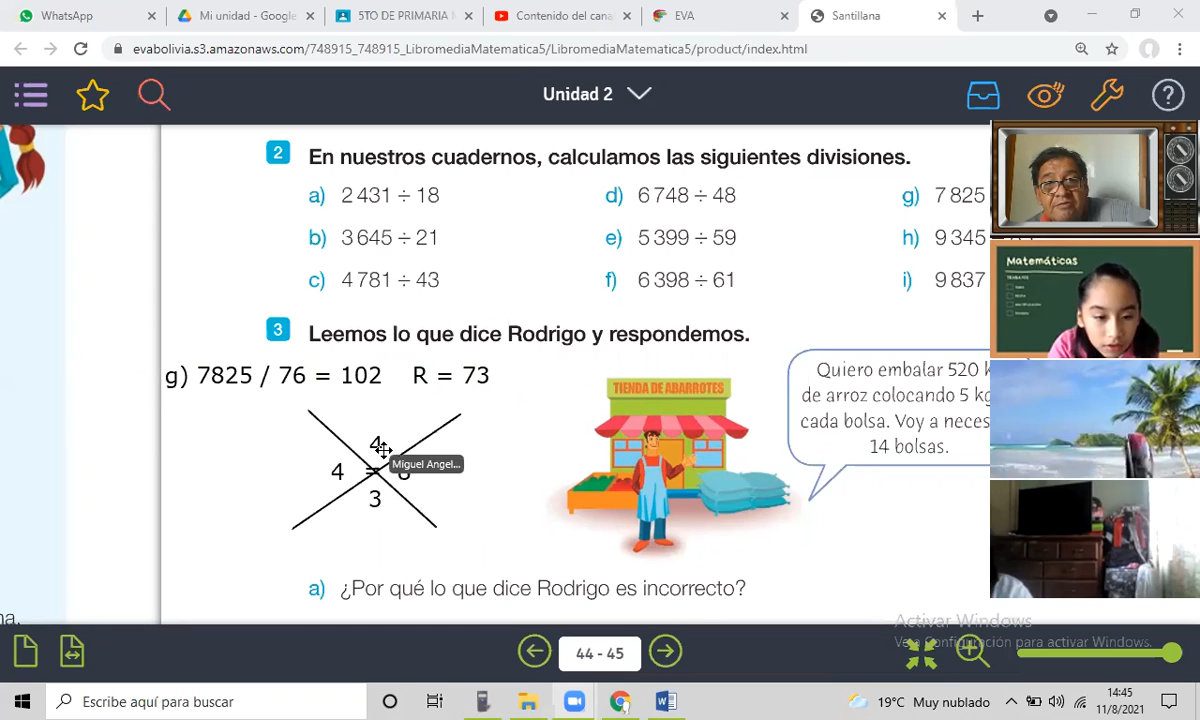 WhatsApp
Mi unidad - Google
5TO DE PRIMARIA M
Contenido del cana
EVA
Santillana
evabolivia.s3.amazonaws.com/748915_748915_LibromediaMatematica5/LibromediaMatematica5/product/index.html
Unidad 2
2 En nuestros cuadernos, calculamos las siguientes divisiones.
a) 2 431 ÷ 18 d) 6 748 ÷ 48 g) 7 825
b) 3 645 ÷ 21 e) 5 399 ÷ 59 h) 9 345
c) 4 781 ÷ 43 f) 6 398 ÷ 61 i) 9 837
Matemáticas
3 Leemos lo que dice Rodrigo y respondemos.
g) 7825 / 76 = 102 R = 73
TIENDA DE ABARROTES
Quiero embalar 520 k
de arroz colocando 5 kg
cada bolsa. Voy a neces
14 bolsas.
4
Miguel Angel...
4 =
3
a) ¿Por qué lo que dice Rodrigo es incorrecto?
na.
Activar Windows
Ve a Configuración para activar Windows.
44 - 45
Escribe aquí para buscar
19°C Muy nublado
14:45
11/8/2021